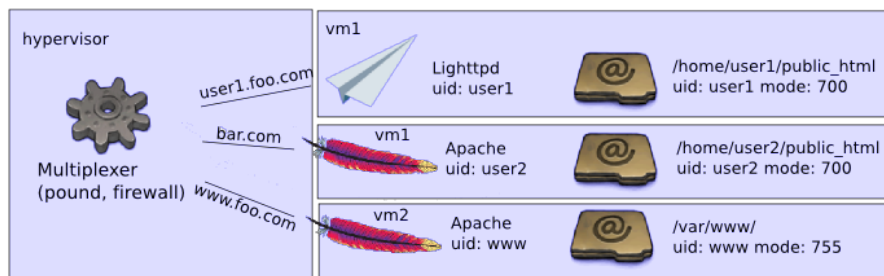 hypervisor
Multiplexer
(pound, firewall)
user1.foo.com
bar.com
www.foo.com
vm1
Lighttpd
uid: user1
/home/user1/public_html
uid: user1 mode: 700
vm1
Apache
uid: user2
/home/user2/public_html
uid: user2 mode: 700
vm2
Apache
uid: www
/var/www/
uid: www mode: 755